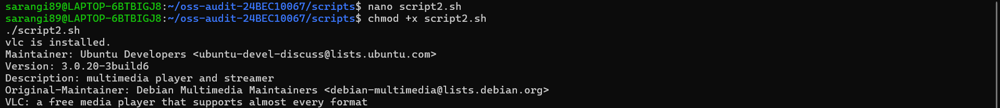 sarangi89@LAPTOP-6BTBIGJ8:~/oss-audit-24BEC10067/scripts$ nano script2.sh
sarangi89@LAPTOP-6BTBIGJ8:~/oss-audit-24BEC10067/scripts$ chmod +x script2.sh
./script2.sh
vlc is installed.
Maintainer: Ubuntu Developers <ubuntu-devel-discuss@lists.ubuntu.com>
Version: 3.0.20-3build6
Description: multimedia player and streamer
Original-Maintainer: Debian Multimedia Maintainers <debian-multimedia@lists.debian.org>
VLC: a free media player that supports almost every format